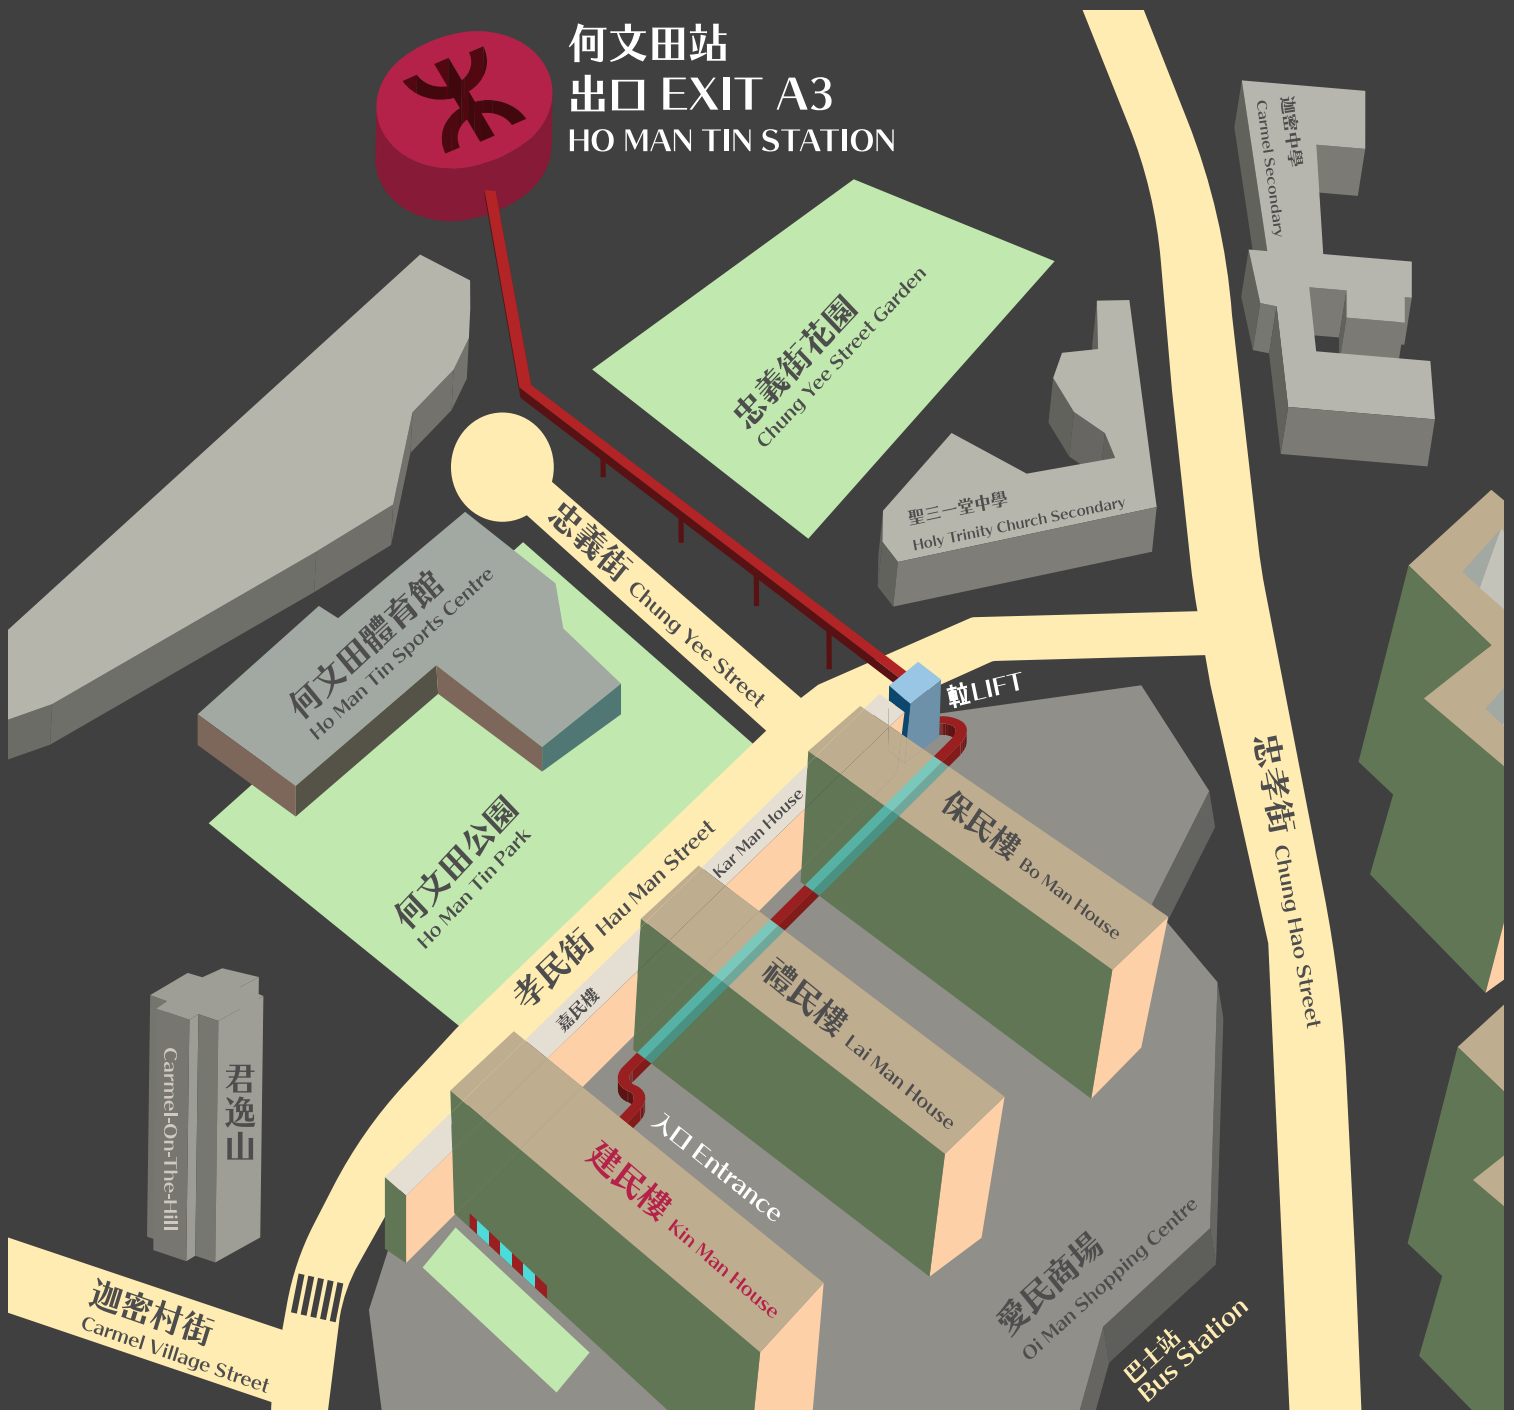 何文田站
出口 EXIT A3
HO MAN TIN STATION
迦密中學
Carmel Secondary
忠義街花園
Chung Yee Street Garden
聖三一堂中學
Holy Trinity Church Secondary
忠義街 Chung Yee Street
何文田體育館
Ho Man Tin Sports Centre
𨋢LIFT
忠孝街 Chung Hao Street
何文田公園
Ho Man Tin Park
孝民街 Hau Man Street
Kar Man House
嘉民樓
保民樓 Bo Man House
禮民樓 Lai Man House
入口 Entrance
建民樓 Kin Man House
君逸山
Carmel-On-The-Hill
愛民商場
Oi Man Shopping Centre
巴士站
Bus Station
迦密村街
Carmel Village Street